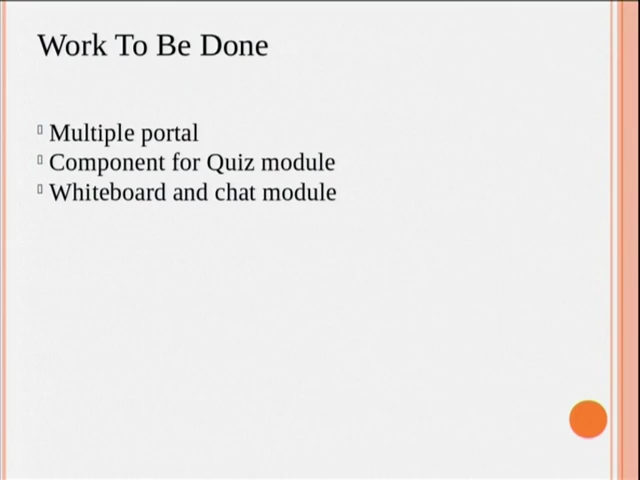 Work To Be Done
Multiple portal
Component for Quiz module
Whiteboard and chat module